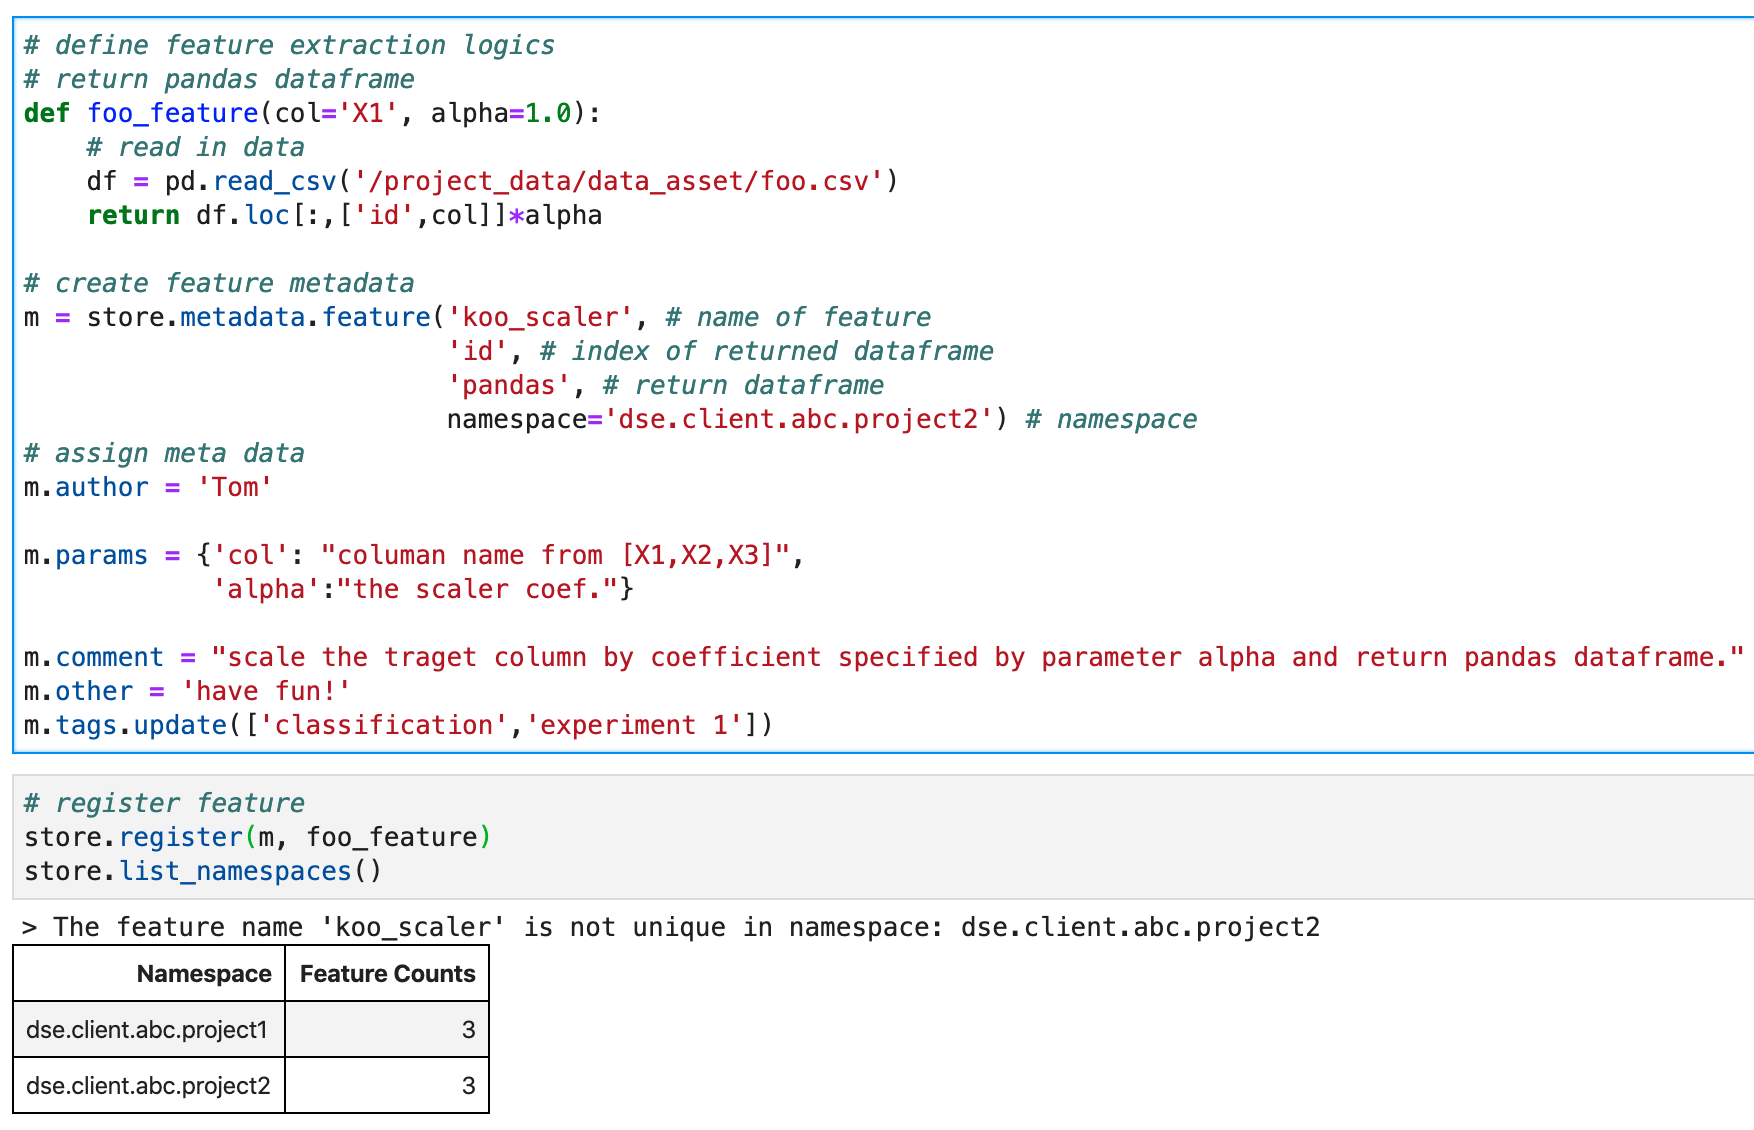 # define feature extraction logics
# return pandas dataframe
def foo_feature(col='X1', alpha=1.0):
    # read in data
    df = pd.read_csv('/project_data/data_asset/foo.csv')
    return df.loc[:,['id',col]]*alpha

# create feature metadata
m = store.metadata.feature('koo_scaler', # name of feature
                           'id', # index of returned dataframe
                           'pandas', # return dataframe
                           namespace='dse.client.abc.project2') # namespace
# assign meta data
m.author = 'Tom'

m.params = {'col': "columan name from [X1,X2,X3]",
            'alpha':"the scaler coef."}

m.comment = "scale the traget column by coefficient specified by parameter alpha and return pandas dataframe."
m.other = 'have fun!'
m.tags.update(['classification','experiment 1'])

# register feature
store.register(m, foo_feature)
store.list_namespaces()

> The feature name 'koo_scaler' is not unique in namespace: dse.client.abc.project2
Namespace Feature Counts
dse.client.abc.project1 3
dse.client.abc.project2 3